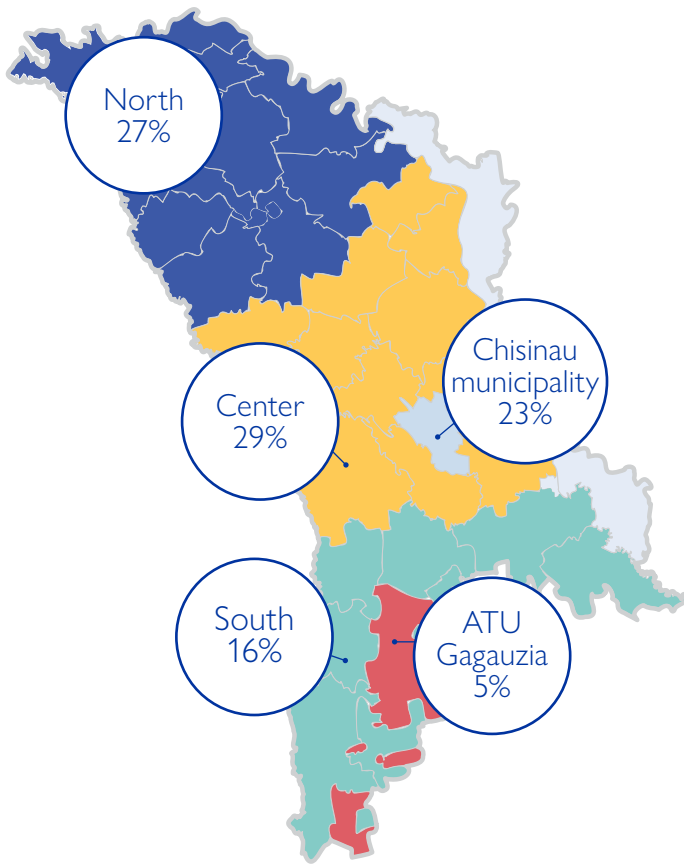 North
27%
Chisinau
municipality
23%
Center
29%
South
16%
ATU
Gagauzia
5%